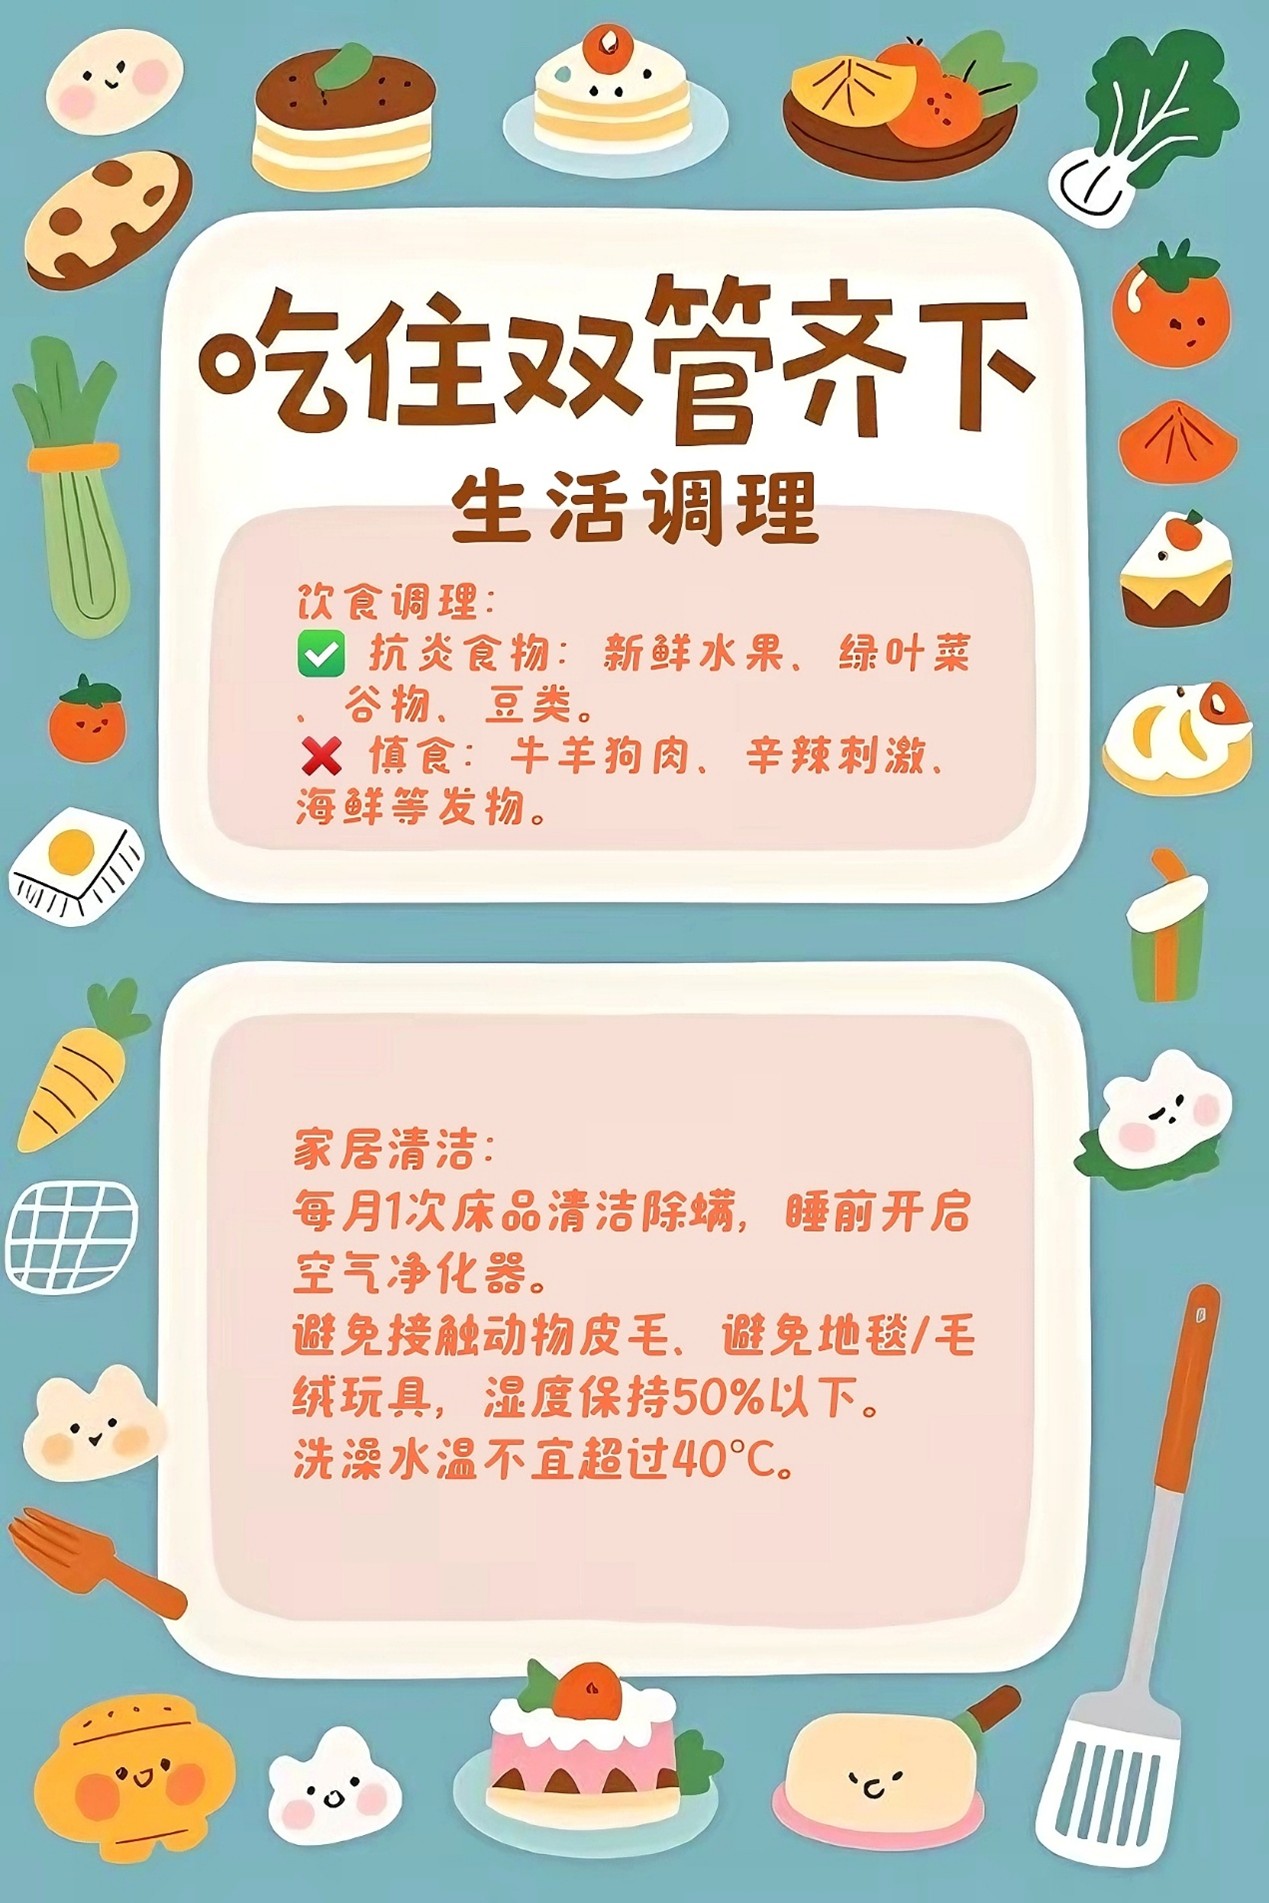 吃住双管齐下
生活调理
饮食调理：
✅ 抗炎食物：新鲜水果、绿叶菜
、谷物、豆类。
❌ 慎食：牛羊狗肉、辛辣刺激、
海鲜等发物。
家居清洁：
每月1次床品清洁除螨，睡前开启
空气净化器。
避免接触动物皮毛、避免地毯/毛
绒玩具，湿度保持50%以下。
洗澡水温不宜超过40℃。